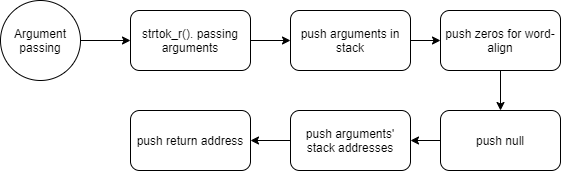 Argument
passing
strtok_r(). passing
arguments
push arguments in
stack
push zeros for word-
align
push return address
push arguments'
stack addresses
push null